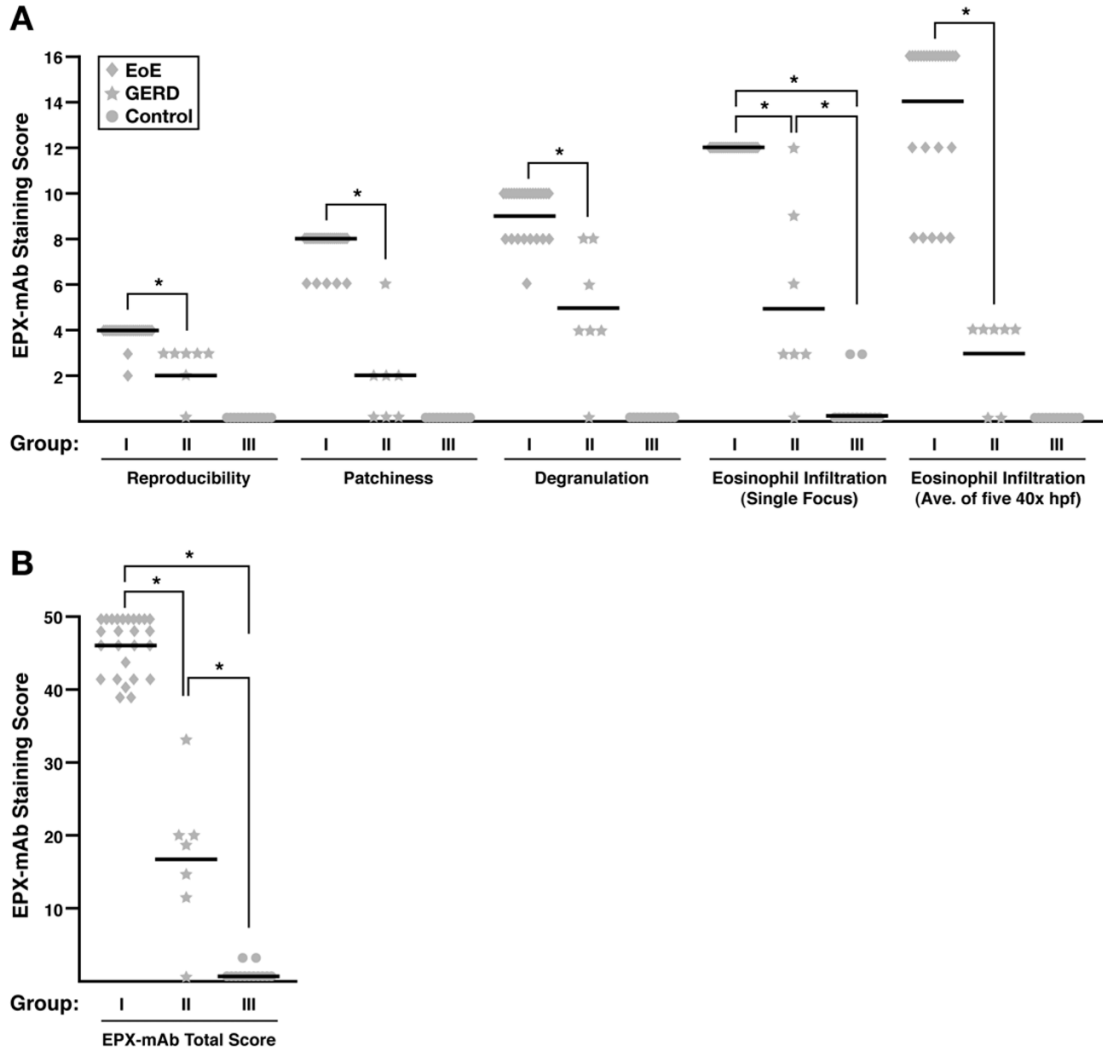 A
EPX-mAb Staining Score
16
14
12
10
8
6
4
2
EoE
GERD
Control
*
*
*
*
*
*
*
Group: I II III I II III I II III I II III I II III
Reproducibility Patchiness Degranulation Eosinophil Infiltration Eosinophil Infiltration
(Single Focus) (Ave. of five 40x hpf)
B
EPX-mAb Staining Score
50
40
30
20
10
*
*
*
Group: I II III
EPX-mAb Total Score